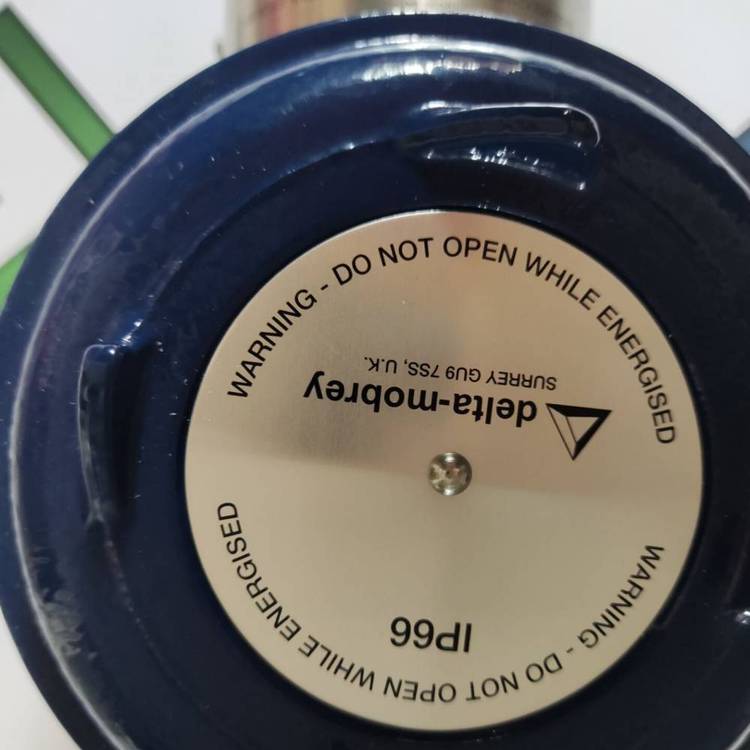 WARNING - DO NOT OPEN WHILE ENERGISED
delta-mobrey
SURREY GU9 7SS, U.K.
IP66
WARNING - DO NOT OPEN WHILE ENERGISED